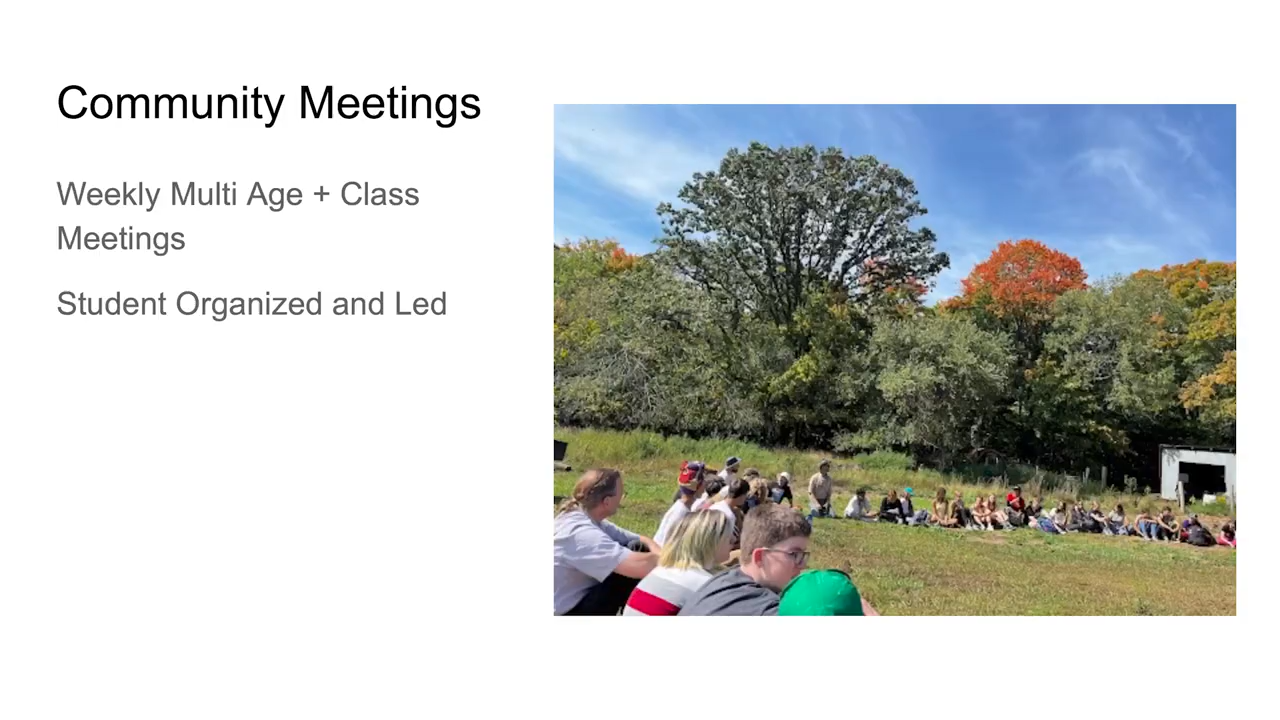 Community Meetings
Weekly Multi Age + Class
Meetings
Student Organized and Led